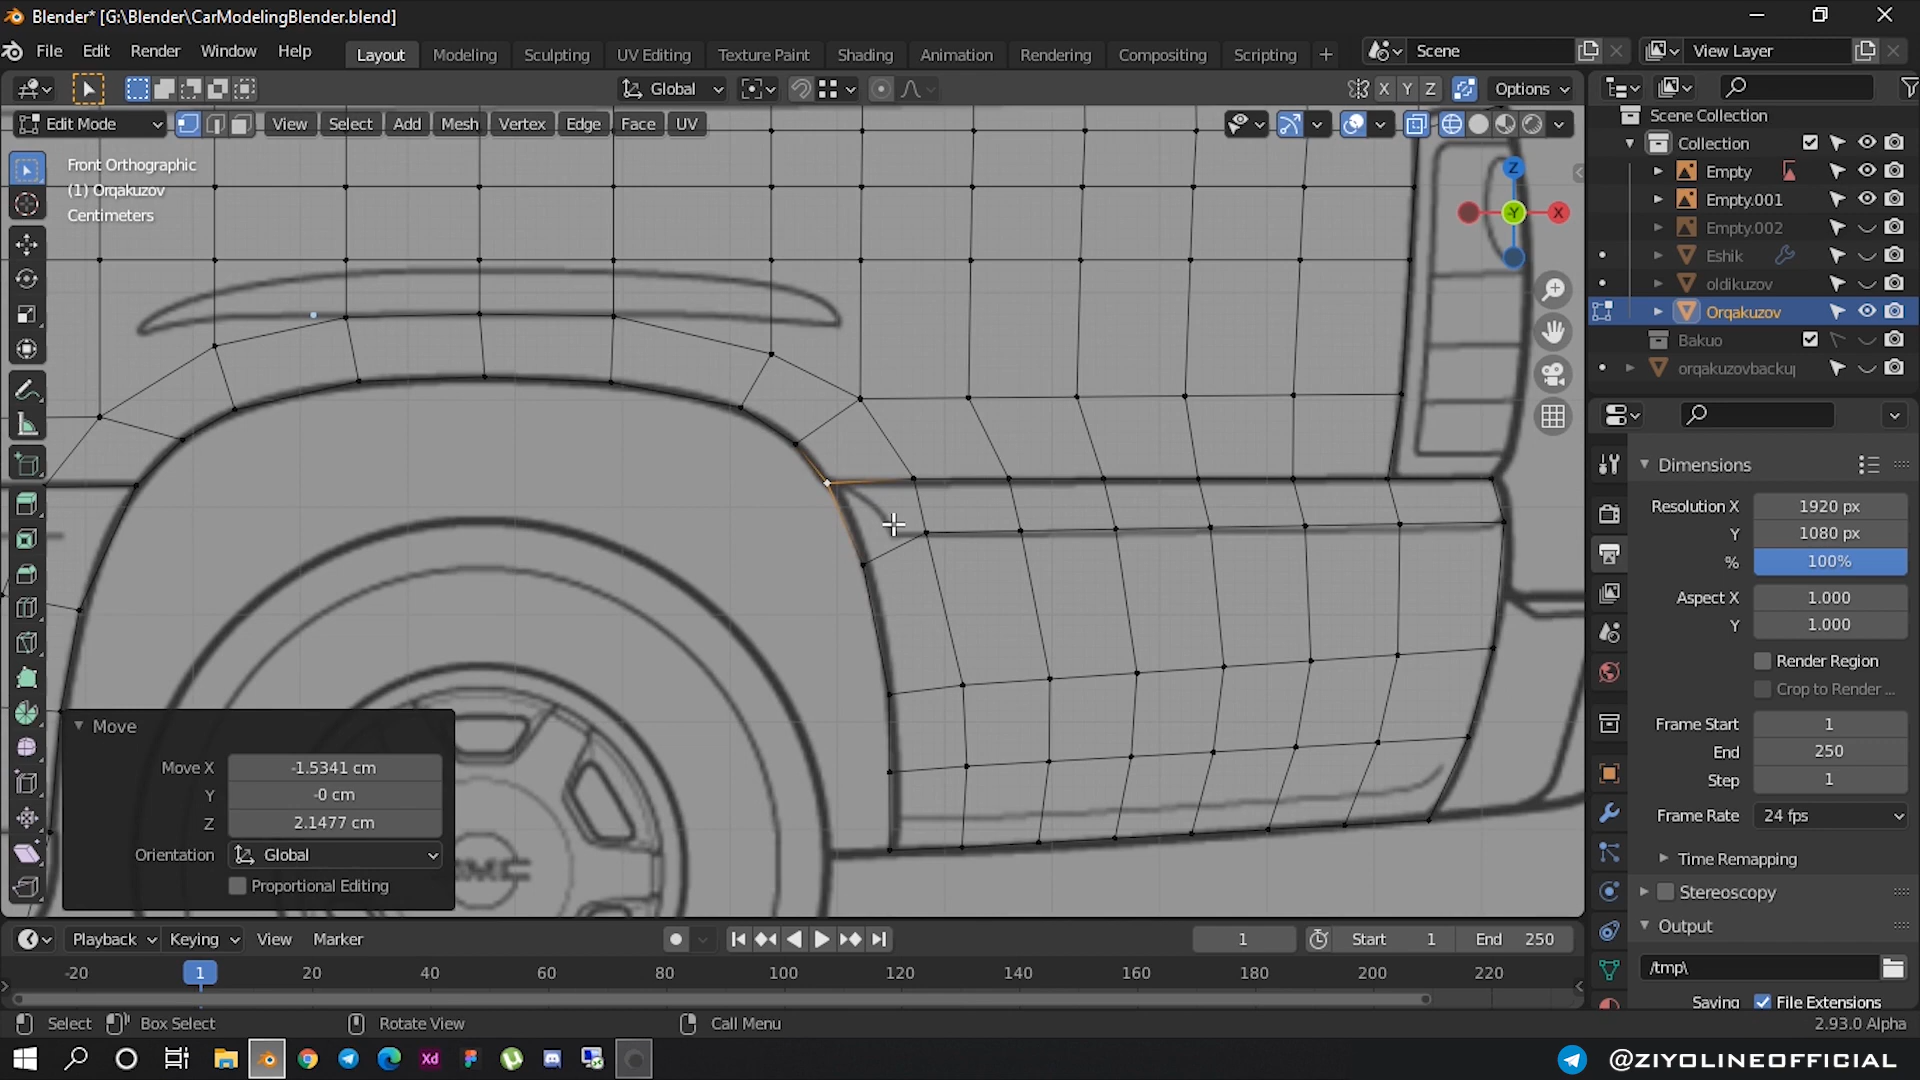 Blender* [G:\Blender\CarModelingBlender.blend]
File Edit Render Window Help Layout Modeling Sculpting UV Editing Texture Paint Shading Animation Rendering Compositing Scripting + Scene View Layer
Global X Y Z Options
Edit Mode View Select Add Mesh Vertex Edge Face UV
Front Orthographic
(1) Orqakuzov
Centimeters
Z
-Y X
Scene Collection
Collection
Empty
Empty.001
Empty.002
Eshik
oldikuzov
Orqakuzov
Bakuo
orqakuzovbackup
Dimensions
Resolution X 1920 px
Y 1080 px
% 100%
Aspect X 1.000
Y 1.000
Render Region
Crop to Render ...
Frame Start 1
End 250
Step 1
Frame Rate 24 fps
Time Remapping
Stereoscopy
Output
/tmp\
Saving File Extensions
Move
Move X -1.5341 cm
Y -0 cm
Z 2.1477 cm
Orientation Global
Proportional Editing
Playback Keying View Marker 1 Start 1 End 250
-20 1 20 40 60 80 100 120 140 160 180 200 220
Select Box Select Rotate View Call Menu 2.93.0 Alpha
Xd
@ZIYOLINEOFFICIAL